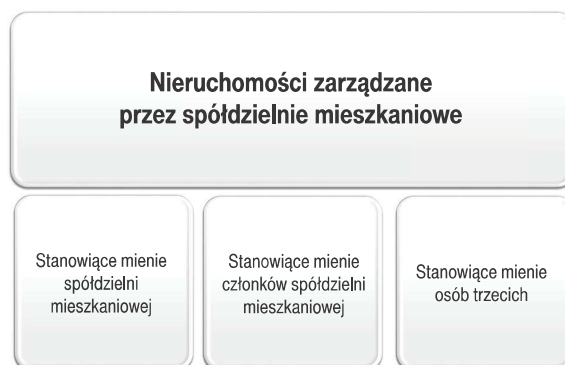 Nieruchomości zarządzane
przez spółdzielnie mieszkaniowe
Stanowiące mienie
spółdzielni
mieszkaniowej
Stanowiące mienie
członków spółdzielni
mieszkaniowej
Stanowiące mienie
osób trzecich